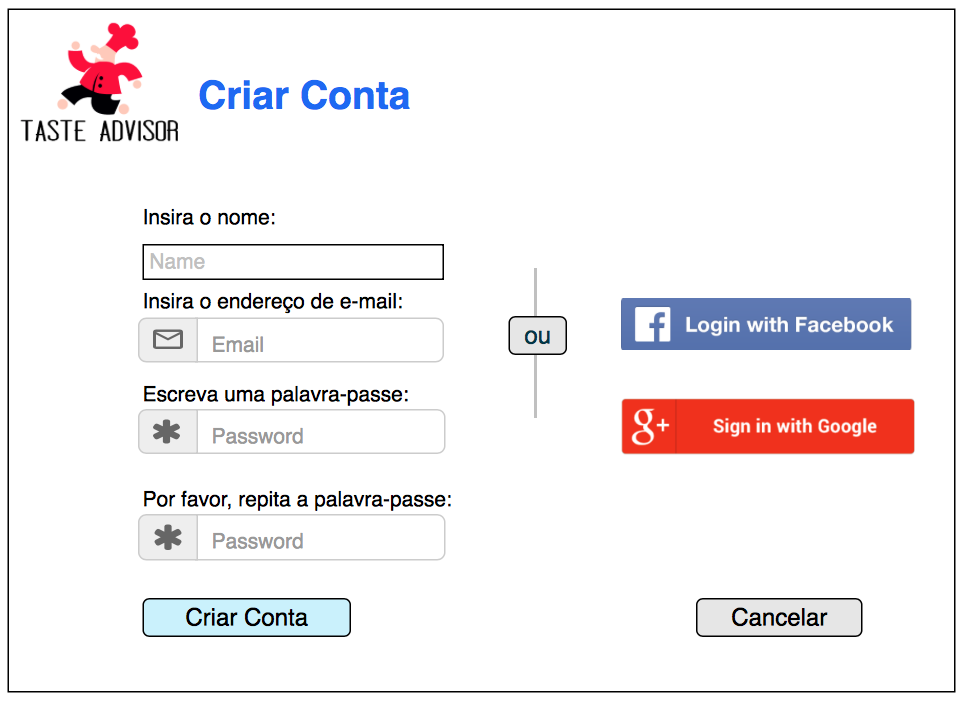 TASTE ADVISOR
Criar Conta
Insira o nome:
Name
Insira o endereço de e-mail:
Email
Escreva uma palavra-passe:
Password
Por favor, repita a palavra-passe:
Password
Criar Conta
ou
f Login with Facebook
g+ Sign in with Google
Cancelar